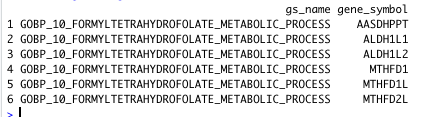 gs_name gene_symbol
1 GOBP_10_FORMYLTETRAHYDROFOLATE_METABOLIC_PROCESS AASDHPPT
2 GOBP_10_FORMYLTETRAHYDROFOLATE_METABOLIC_PROCESS ALDH1L1
3 GOBP_10_FORMYLTETRAHYDROFOLATE_METABOLIC_PROCESS ALDH1L2
4 GOBP_10_FORMYLTETRAHYDROFOLATE_METABOLIC_PROCESS MTHFD1
5 GOBP_10_FORMYLTETRAHYDROFOLATE_METABOLIC_PROCESS MTHFD1L
6 GOBP_10_FORMYLTETRAHYDROFOLATE_METABOLIC_PROCESS MTHFD2L
>